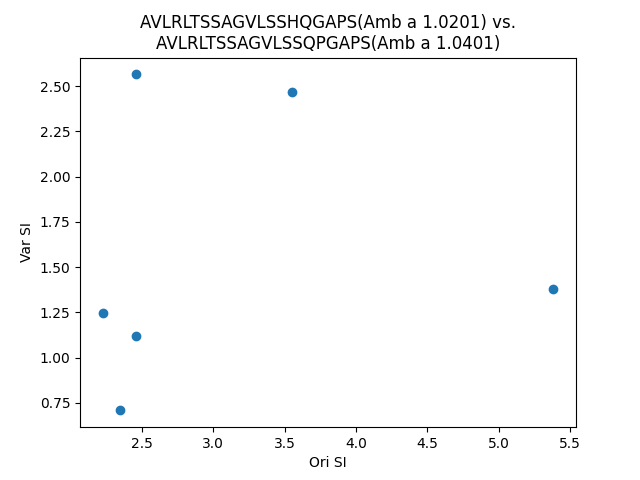 AVLRLTSSAGVLSSHQGAPS(Amb a 1.0201) vs.
AVLRLTSSAGVLSSQPGAPS(Amb a 1.0401)
2.50
2.25
2.00
1.75
1.50
1.25
1.00
0.75
Var SI
2.5 3.0 3.5 4.0 4.5 5.0 5.5
Ori SI